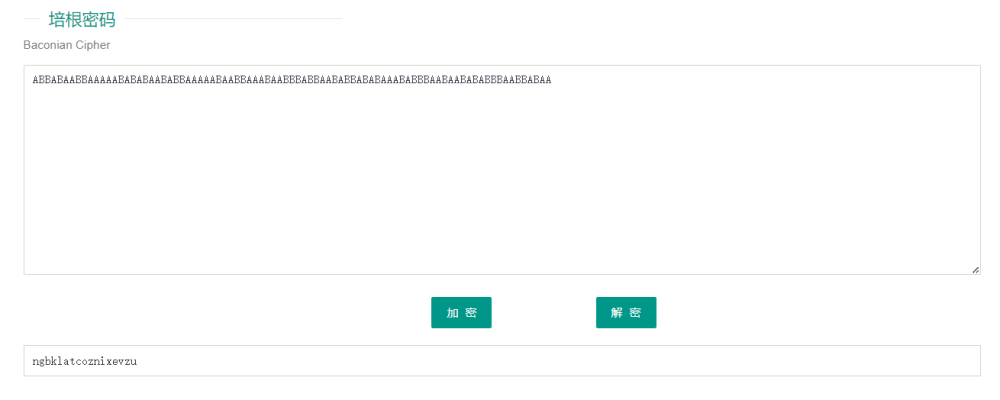 培根密码
Baconian Cipher
ABBABAABBAAAAABABABAABABBAAAAABAABBAAABAABBBABBAABABBABABAAABABBBAABAABABABBBAABBABAA
加 密 解 密
ngbklatcoznixevzu